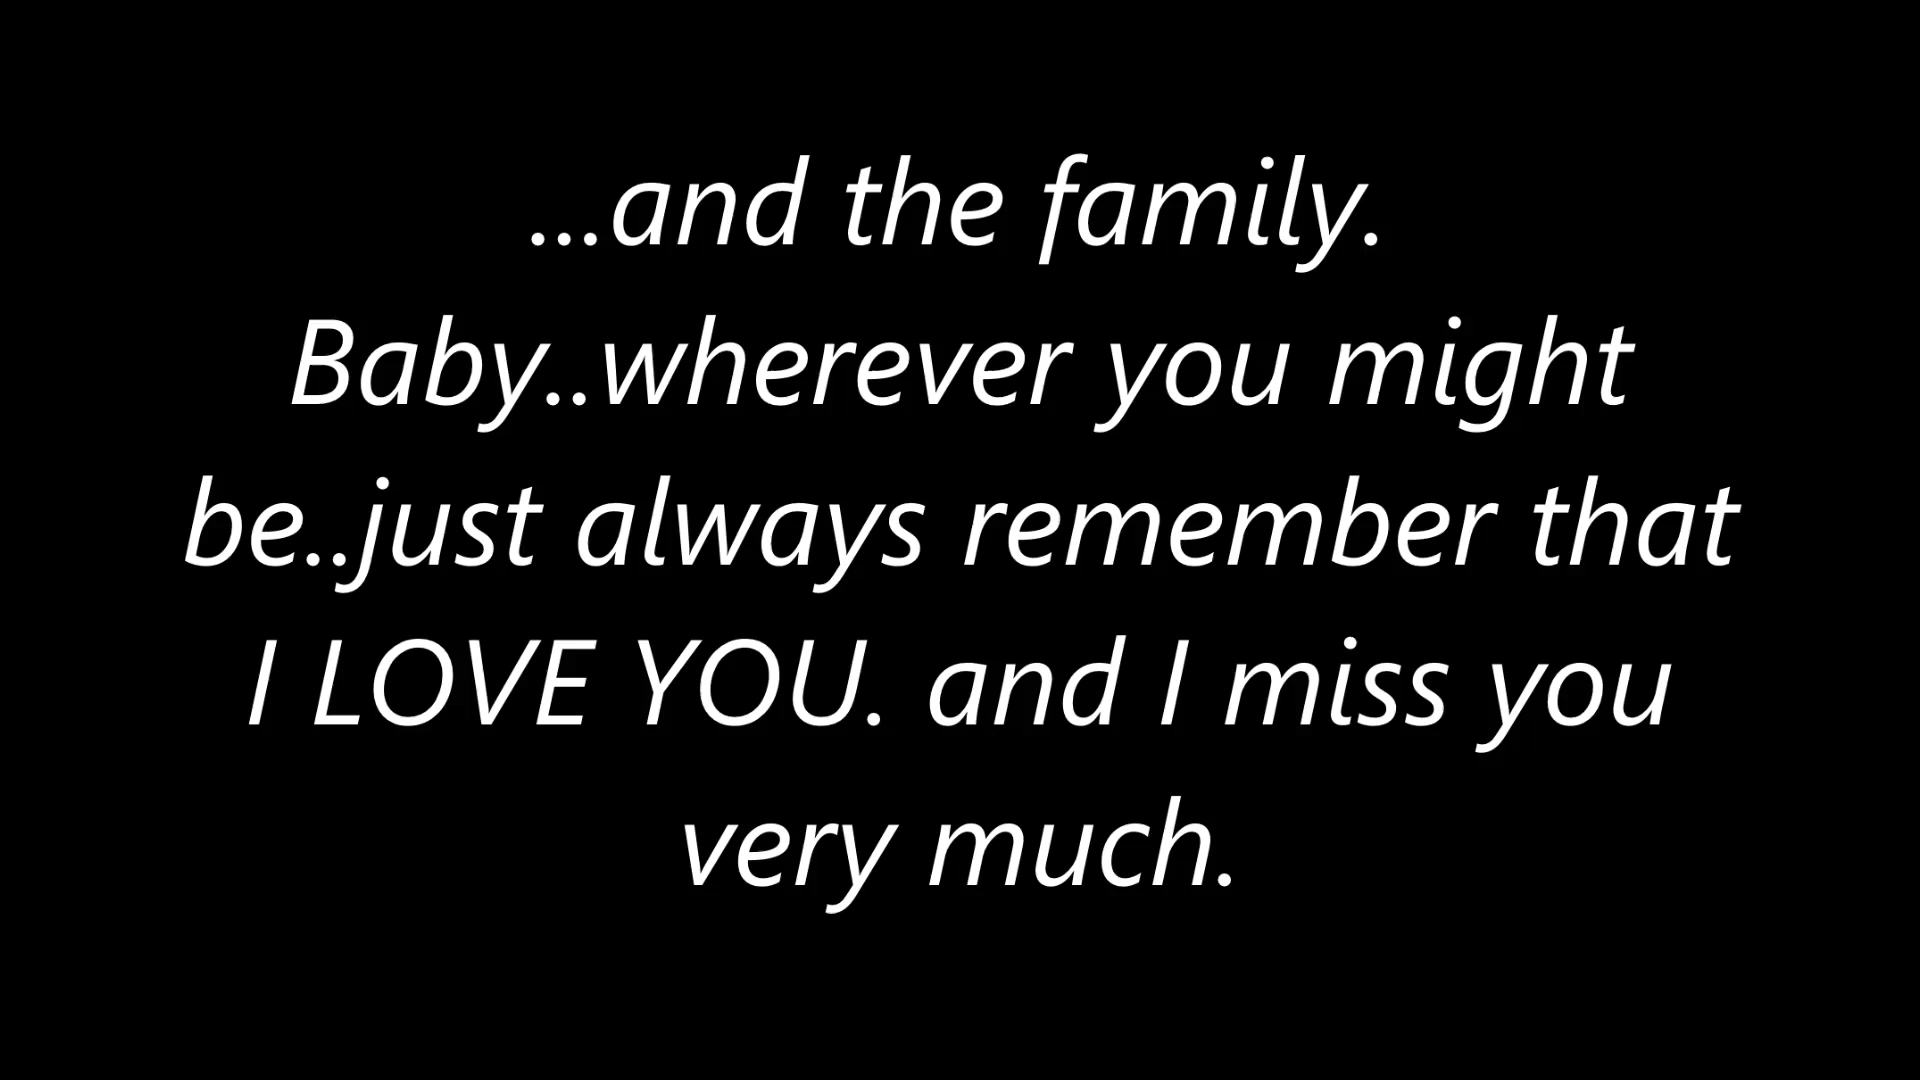 ...and the family.
Baby..wherever you might
be..just always remember that
I LOVE YOU. and I miss you
very much.